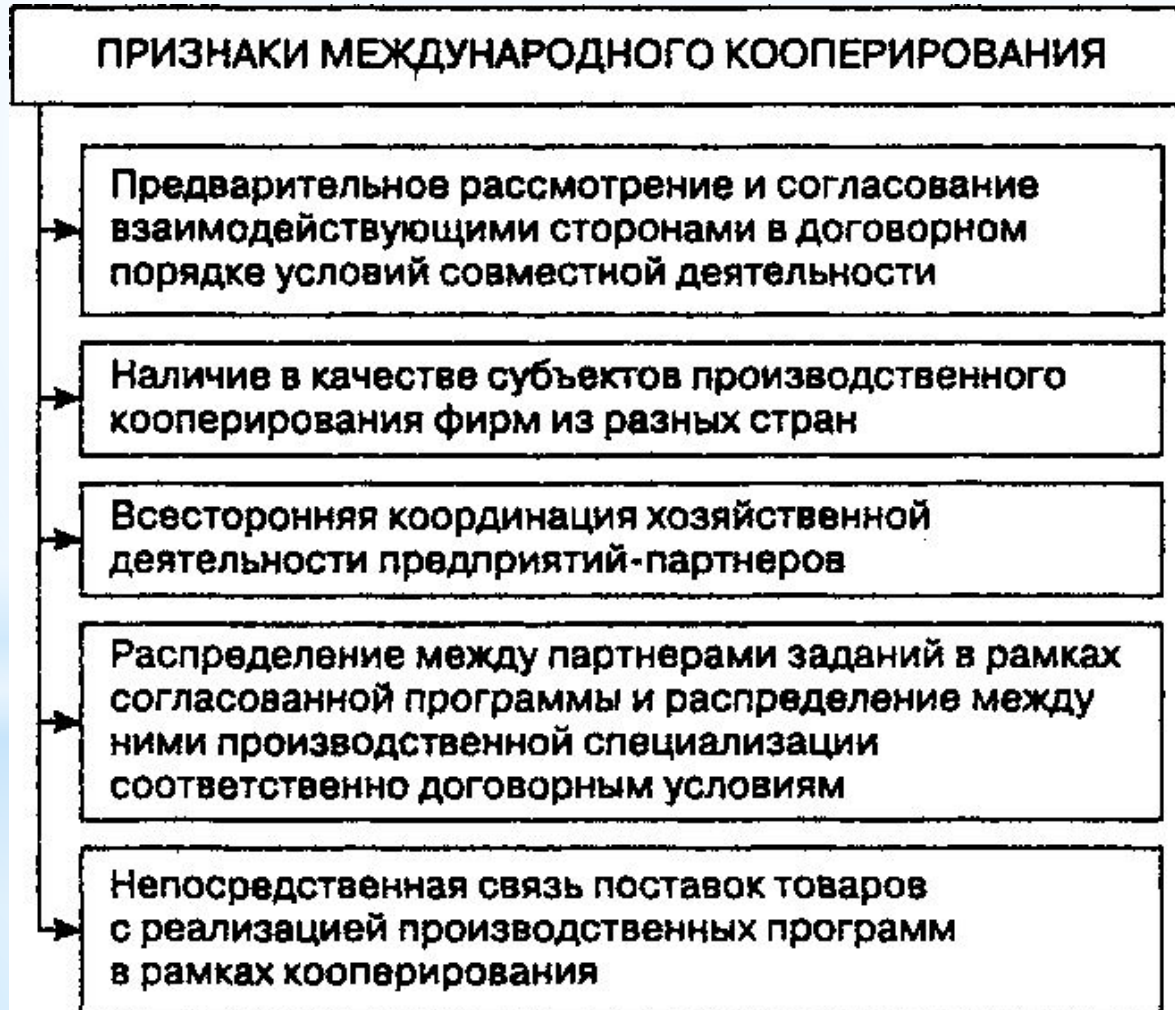 ПРИЗНАКИ МЕЖДУНАРОДНОГО КООПЕРИРОВАНИЯ
Предварительное рассмотрение и согласование
взаимодействующими сторонами в договорном
порядке условий совместной деятельности
Наличие в качестве субъектов производственного
кооперирования фирм из разных стран
Всесторонняя координация хозяйственной
деятельности предприятий-партнеров
Распределение между партнерами заданий в рамках
согласованной программы и распределение между
ними производственной специализации
соответственно договорным условиям
Непосредственная связь поставок товаров
с реализацией производственных программ
в рамках кооперирования